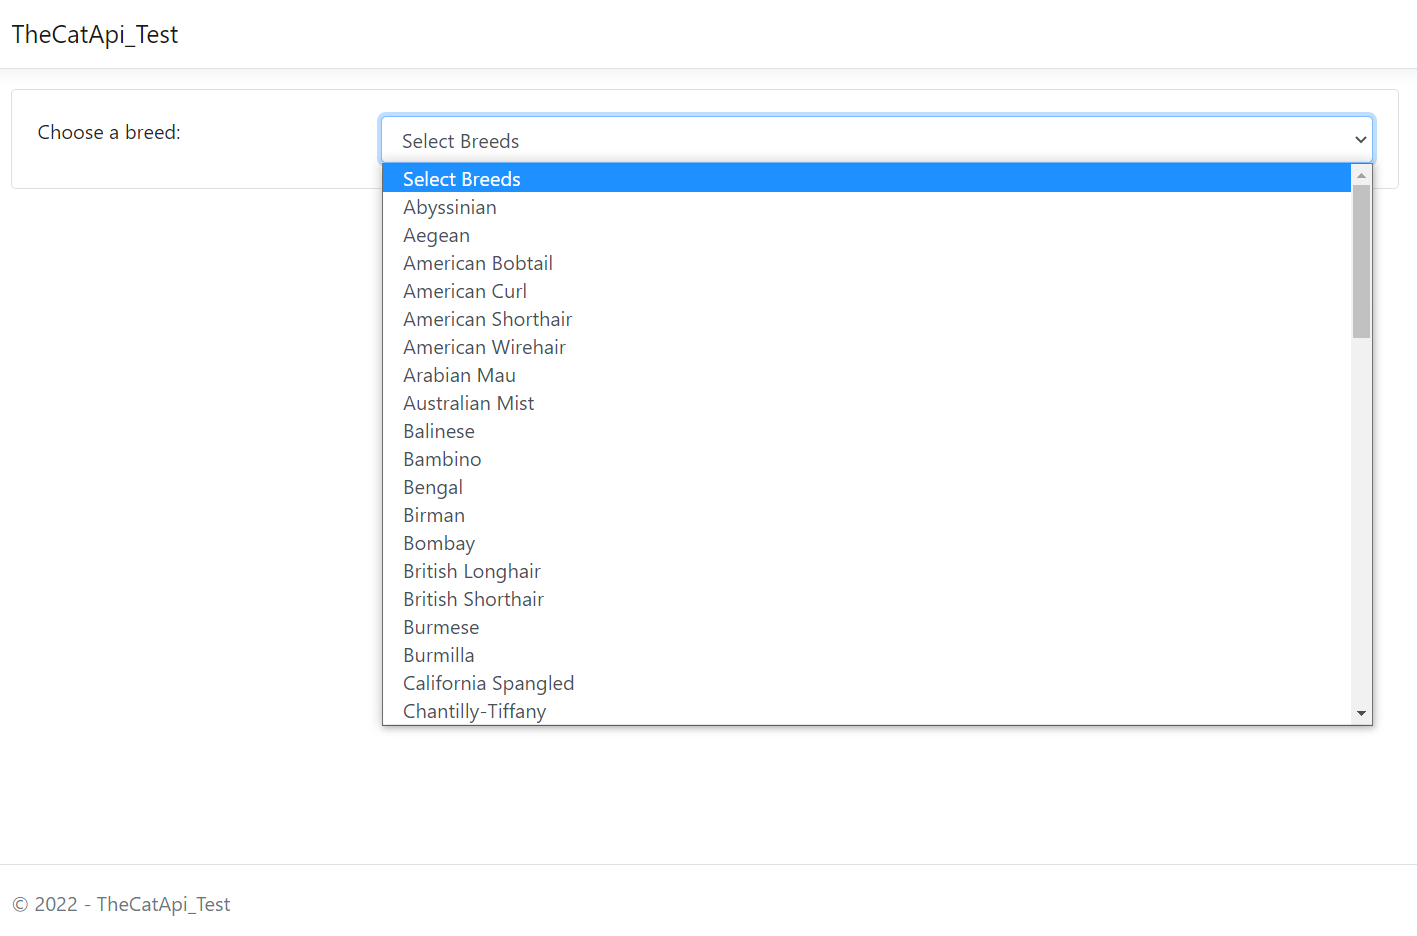 TheCatApi_Test
Choose a breed:
Select Breeds
Select Breeds
Abyssinian
Aegean
American Bobtail
American Curl
American Shorthair
American Wirehair
Arabian Mau
Australian Mist
Balinese
Bambino
Bengal
Birman
Bombay
British Longhair
British Shorthair
Burmese
Burmilla
California Spangled
Chantilly-Tiffany
© 2022 - TheCatApi_Test